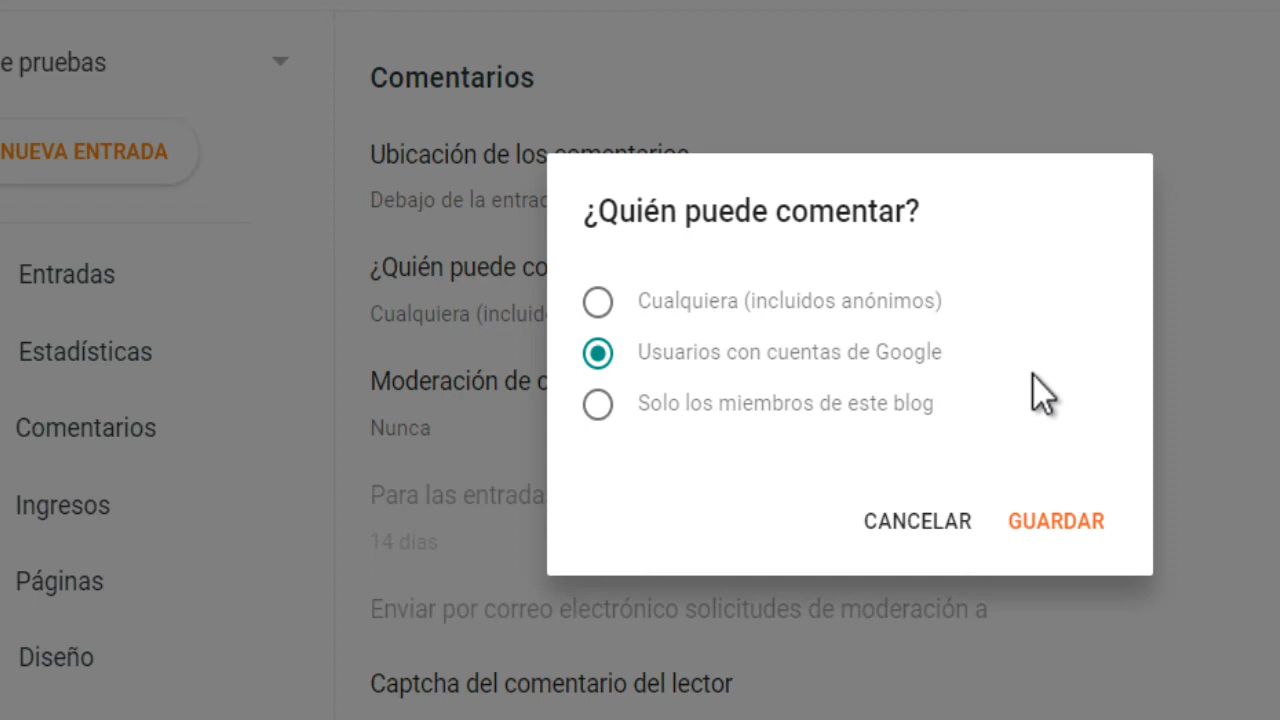 e pruebas
NUEVA ENTRADA
Entradas
Estadísticas
Comentarios
Ingresos
Páginas
Diseño
Comentarios
Ubicación de los comentarios
Debajo de la entrad
¿Quién puede co
Cualquiera (incluid
Moderación de c
Nunca
Para las entrada
14 días
Enviar por correo electrónico solicitudes de moderación a
Captcha del comentario del lector
¿Quién puede comentar?
Cualquiera (incluidos anónimos)
Usuarios con cuentas de Google
Solo los miembros de este blog
CANCELAR GUARDAR